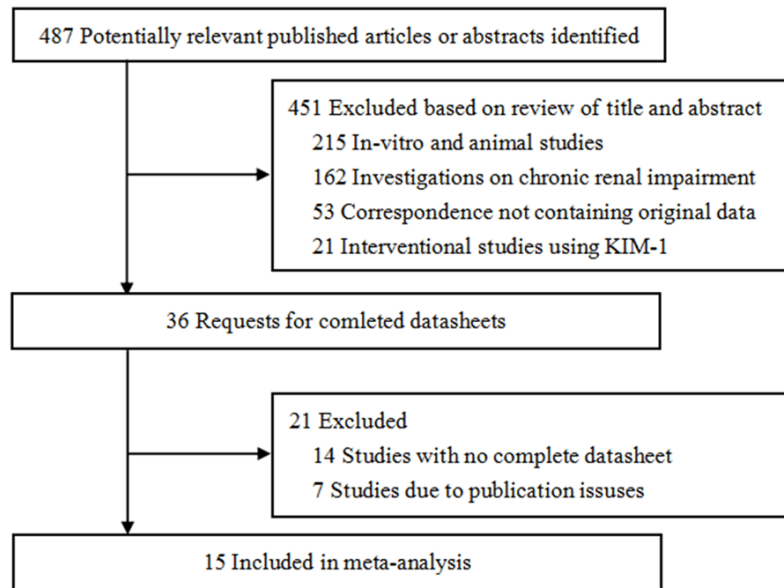 487 Potentially relevant published articles or abstracts identified
451 Excluded based on review of title and abstract
215 In-vitro and animal studies
162 Investigations on chronic renal impairment
53 Correspondence not containing original data
21 Interventional studies using KIM-1
36 Requests for comleted datasheets
21 Excluded
14 Studies with no complete datasheet
7 Studies due to publication issuses
15 Included in meta-analysis